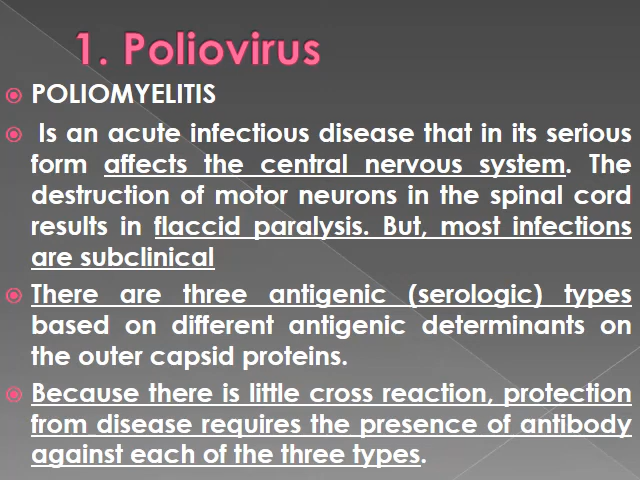 1. Poliovirus
POLIOMYELITIS
Is an acute infectious disease that in its serious
form affects the central nervous system. The
destruction of motor neurons in the spinal cord
results in flaccid paralysis. But, most infections
are subclinical
There are three antigenic (serologic) types
based on different antigenic determinants on
the outer capsid proteins.
Because there is little cross reaction, protection
from disease requires the presence of antibody
against each of the three types.